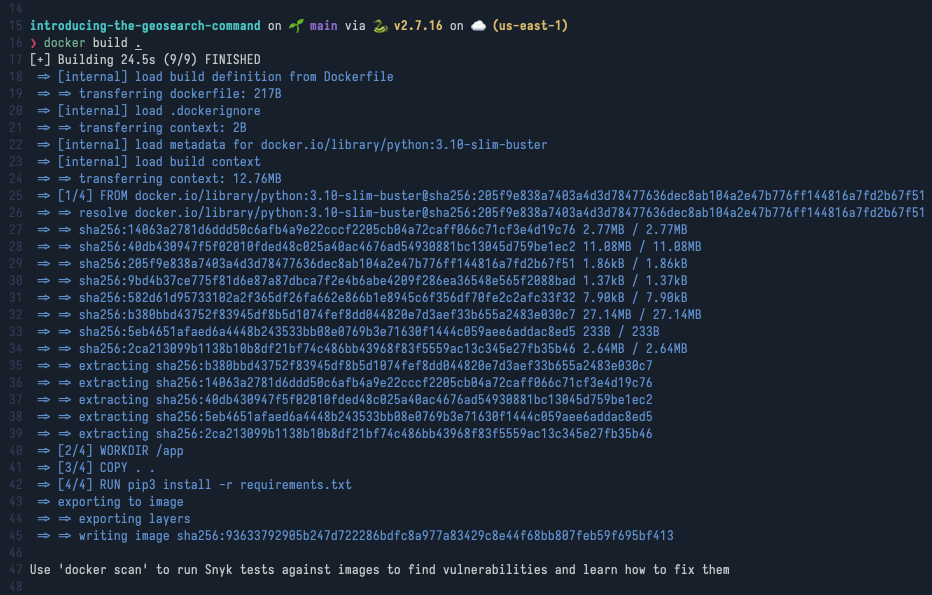 14
15 introducing-the-geosearch-command on 🌱 main via 🐍 v2.7.16 on ☁️ (us-east-1)
16 ❯ docker build .
17 [+] Building 24.5s (9/9) FINISHED
18 => [internal] load build definition from Dockerfile
19 => => transferring dockerfile: 217B
20 => [internal] load .dockerignore
21 => => transferring context: 2B
22 => [internal] load metadata for docker.io/library/python:3.10-slim-buster
23 => [internal] load build context
24 => => transferring context: 12.76MB
25 => [1/4] FROM docker.io/library/python:3.10-slim-buster@sha256:205f9e838a7403a4d3d78477636dec8ab104a2e47b776ff144816a7fd2b67f51
26 => => resolve docker.io/library/python:3.10-slim-buster@sha256:205f9e838a7403a4d3d78477636dec8ab104a2e47b776ff144816a7fd2b67f51
27 => => sha256:14063a2781d6ddd50c6afb4a9e22cccf2205cb04a72caff066c71cf3e4d19c76 2.77MB / 2.77MB
28 => => sha256:40db430947f5f02010fded48c025a40ac4676ad54930881bc13045d759be1ec2 11.08MB / 11.08MB
29 => => sha256:205f9e838a7403a4d3d78477636dec8ab104a2e47b776ff144816a7fd2b67f51 1.86kB / 1.86kB
30 => => sha256:9bd4b37ce775f81d6e87a87dbca7f2e4b6abe4209f286ea36548e565f2088bad 1.37kB / 1.37kB
31 => => sha256:582d61d95733102a2f365df26fa662e866b1e8945c6f356df70fe2c2afc33f32 7.90kB / 7.90kB
32 => => sha256:b380bbd43752f83945df8b5d1074fef8dd044820e7d3aef33b655a2483e030c7 27.14MB / 27.14MB
33 => => sha256:5eb4651afaed6a4448b243533bb08e0769b3e71630f1444c059aee6addac8ed5 233B / 233B
34 => => sha256:2ca213099b1138b10b8df21bf74c486bb43968f83f5559ac13c345e27fb35b46 2.64MB / 2.64MB
35 => => extracting sha256:b380bbd43752f83945df8b5d1074fef8dd044820e7d3aef33b655a2483e030c7
36 => => extracting sha256:14063a2781d6ddd50c6afb4a9e22cccf2205cb04a72caff066c71cf3e4d19c76
37 => => extracting sha256:40db430947f5f02010fded48c025a40ac4676ad54930881bc13045d759be1ec2
38 => => extracting sha256:5eb4651afaed6a4448b243533bb08e0769b3e71630f1444c059aee6addac8ed5
39 => => extracting sha256:2ca213099b1138b10b8df21bf74c486bb43968f83f5559ac13c345e27fb35b46
40 => [2/4] WORKDIR /app
41 => [3/4] COPY . .
42 => [4/4] RUN pip3 install -r requirements.txt
43 => exporting to image
44 => => exporting layers
45 => => writing image sha256:93633792905b247d722286bdfc8a977a83429c8e44f68bb807feb59f695bf413
46
47 Use 'docker scan' to run Snyk tests against images to find vulnerabilities and learn how to fix them
48